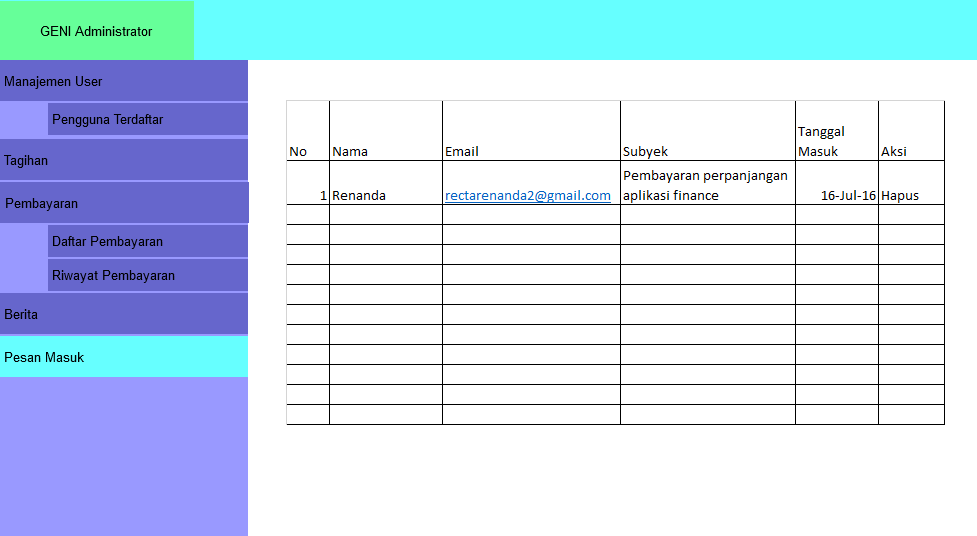 GENI Administrator
Manajemen User
Pengguna Terdaftar
Tagihan
Pembayaran
Daftar Pembayaran
Riwayat Pembayaran
Berita
Pesan Masuk
No Nama Email Subyek Tanggal Masuk Aksi
1 Renanda rectarenanda2@gmail.com Pembayaran perpanjangan aplikasi finance 16-Jul-16 Hapus